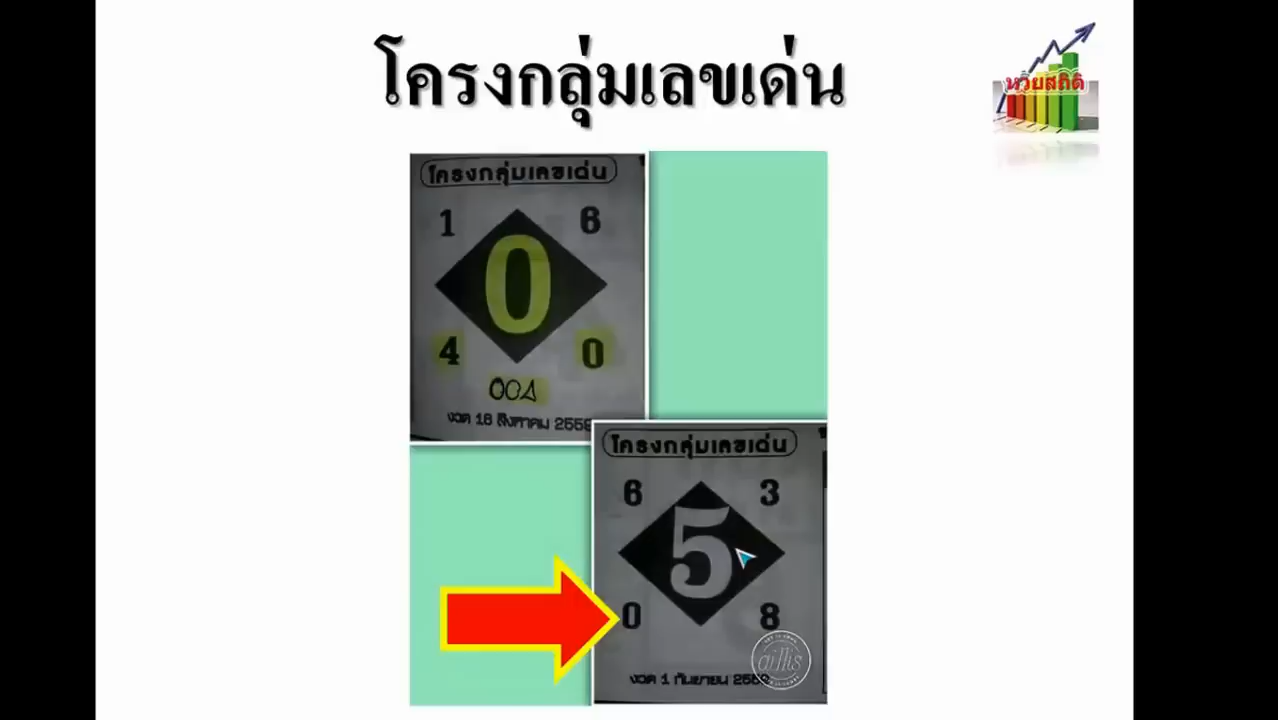 โครงกลุ่มเลขเด่น
หวยสถิติ
โครงกลุ่มเลขเด่น
1 6
0
4 0
004
งวด 16 สิงหาคม 2559
โครงกลุ่มเลขเด่น
6 3
5
0 8
aillis
งวด 1 กันยายน 255